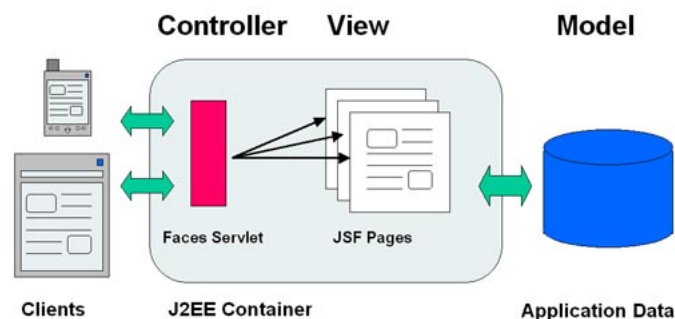 Controller View Model
Faces Servlet JSF Pages
Clients J2EE Container Application Data